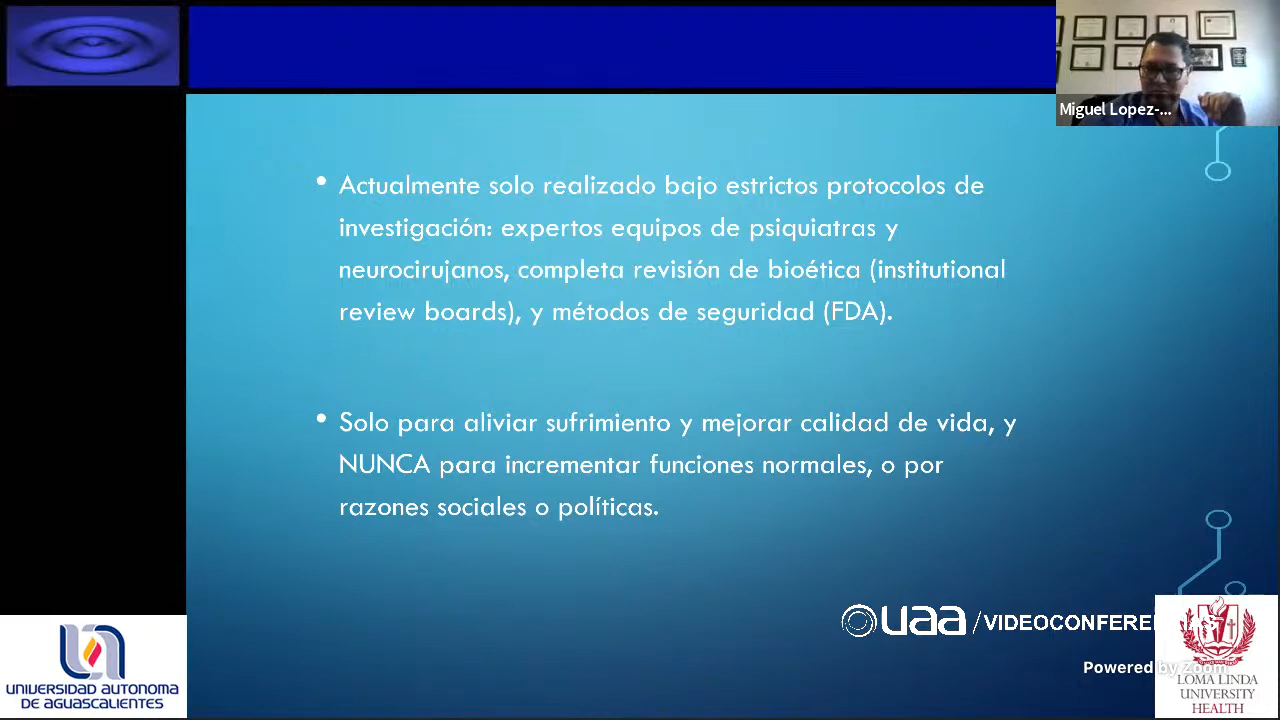 Miguel Lopez-...
• Actualmente solo realizado bajo estrictos protocolos de
investigación: expertos equipos de psiquiatras y
neurocirujanos, completa revisión de bioética (institutional
review boards), y métodos de seguridad (FDA).
• Solo para aliviar sufrimiento y mejorar calidad de vida, y
NUNCA para incrementar funciones normales, o por
razones sociales o políticas.
uaa /VIDEOCONFERENCIAS
Powered by Zoom
UNIVERSIDAD AUTONOMA
DE AGUASCALIENTES
LOMA LINDA
UNIVERSITY
HEALTH